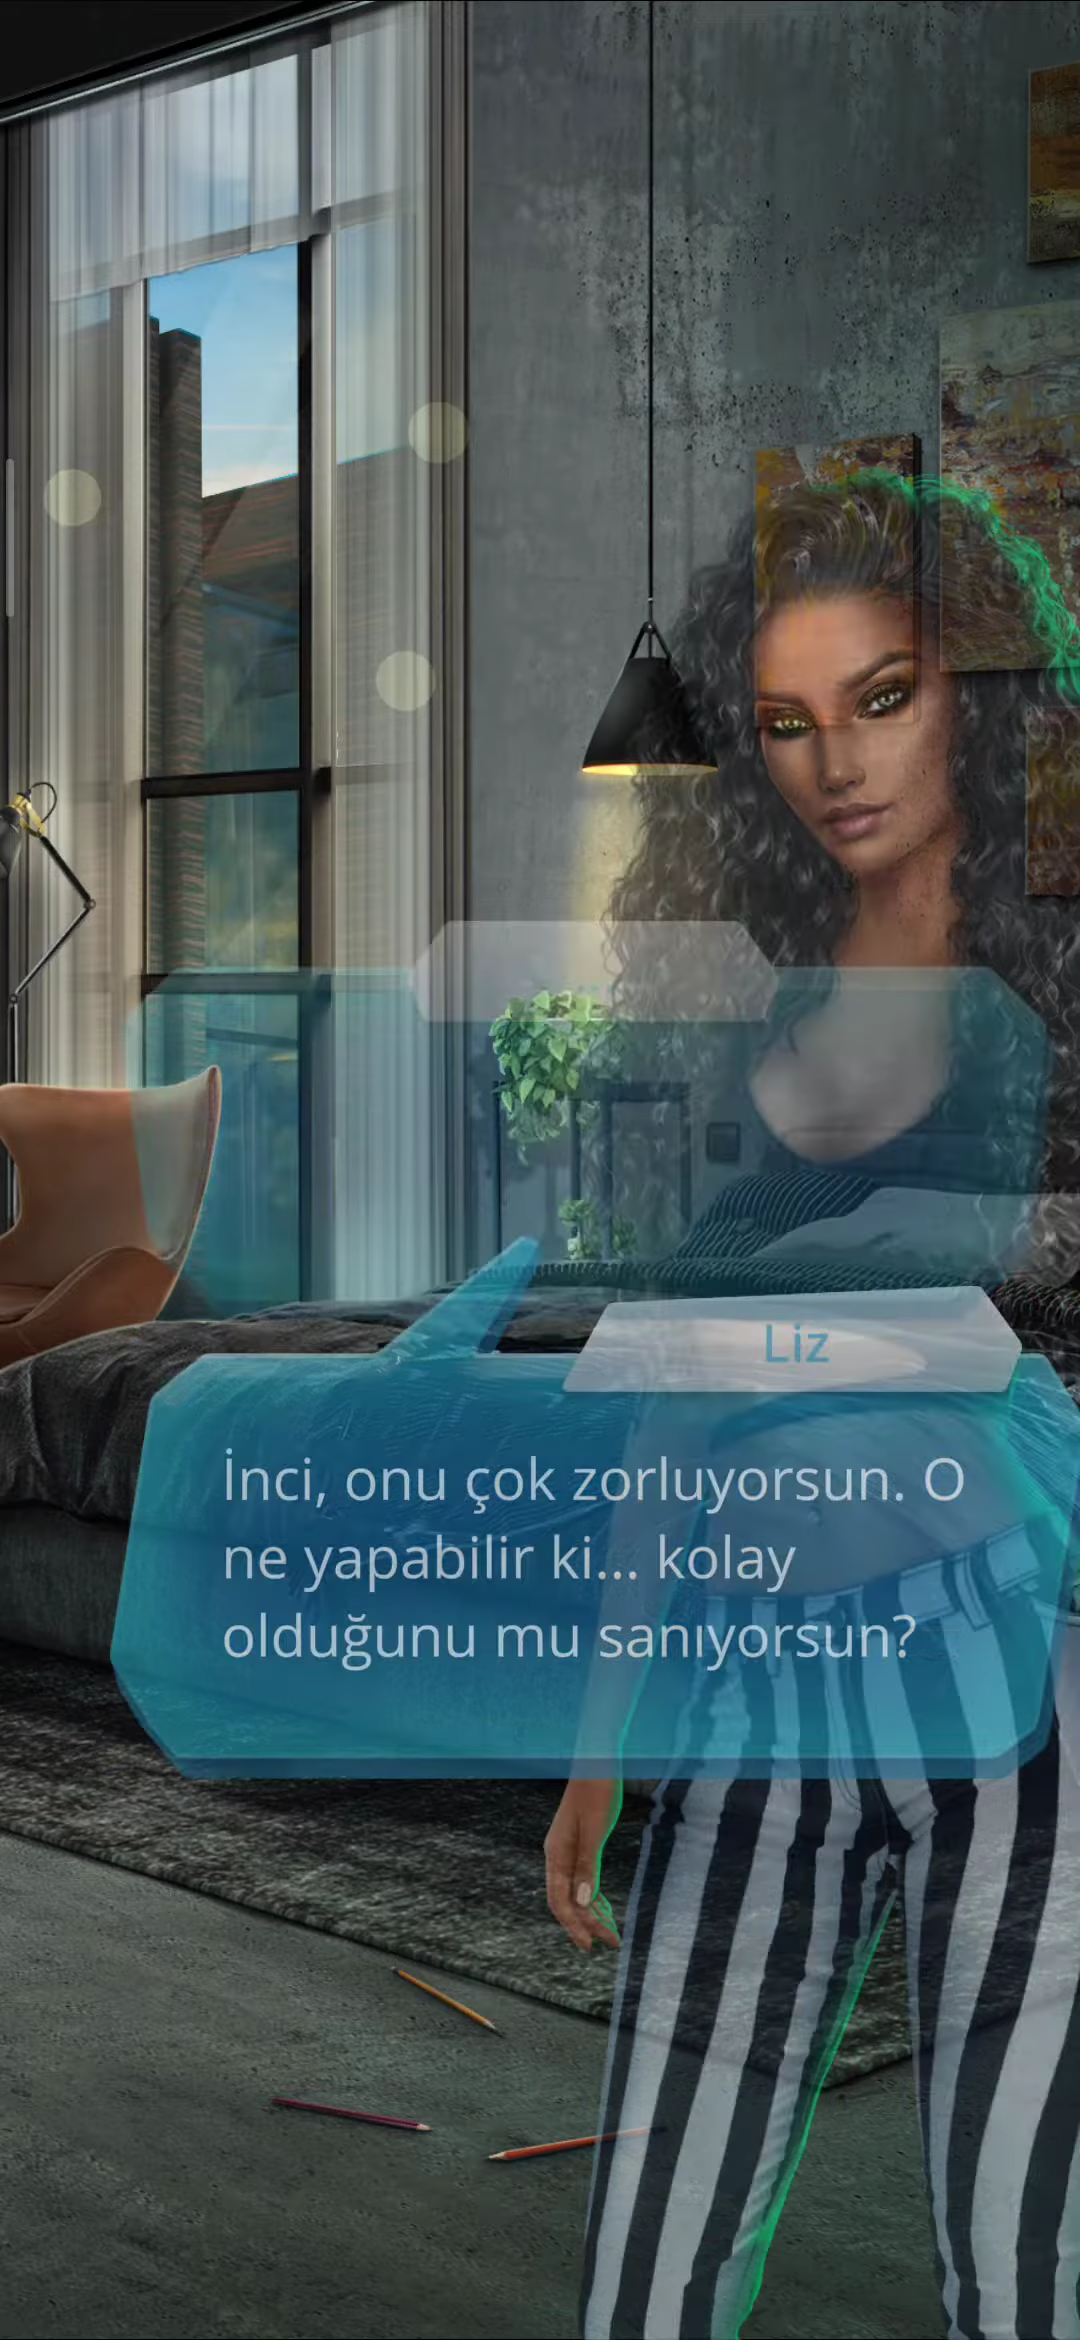 Liz
İnci, onu çok zorluyorsun. O
ne yapabilir ki... kolay
olduğunu mu sanıyorsun?